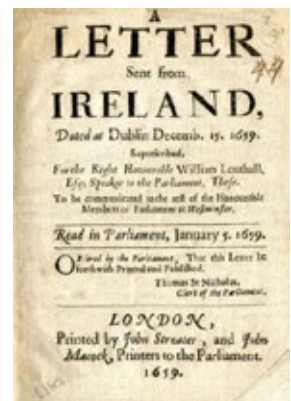 A
LETTER
Sent from
IRELAND,
Dated at Dublin Decemb. 15. 1659.
Superscribed,
For the Right Honourable William Lenthall,
Esq; Speaker to the Parliament, These.
To be communicated to the rest of the Honourable
Members of Parliament at Westminster.
Read in Parliament, January 5. 1659.
ORdered by the Parliament, That this Letter be
forthwith Printed and Published.
Thomas St Nicholas,
Clerk of the Parliament.
LONDON,
Printed by John Streater, and John
Macock, Printers to the Parliament.
1659.